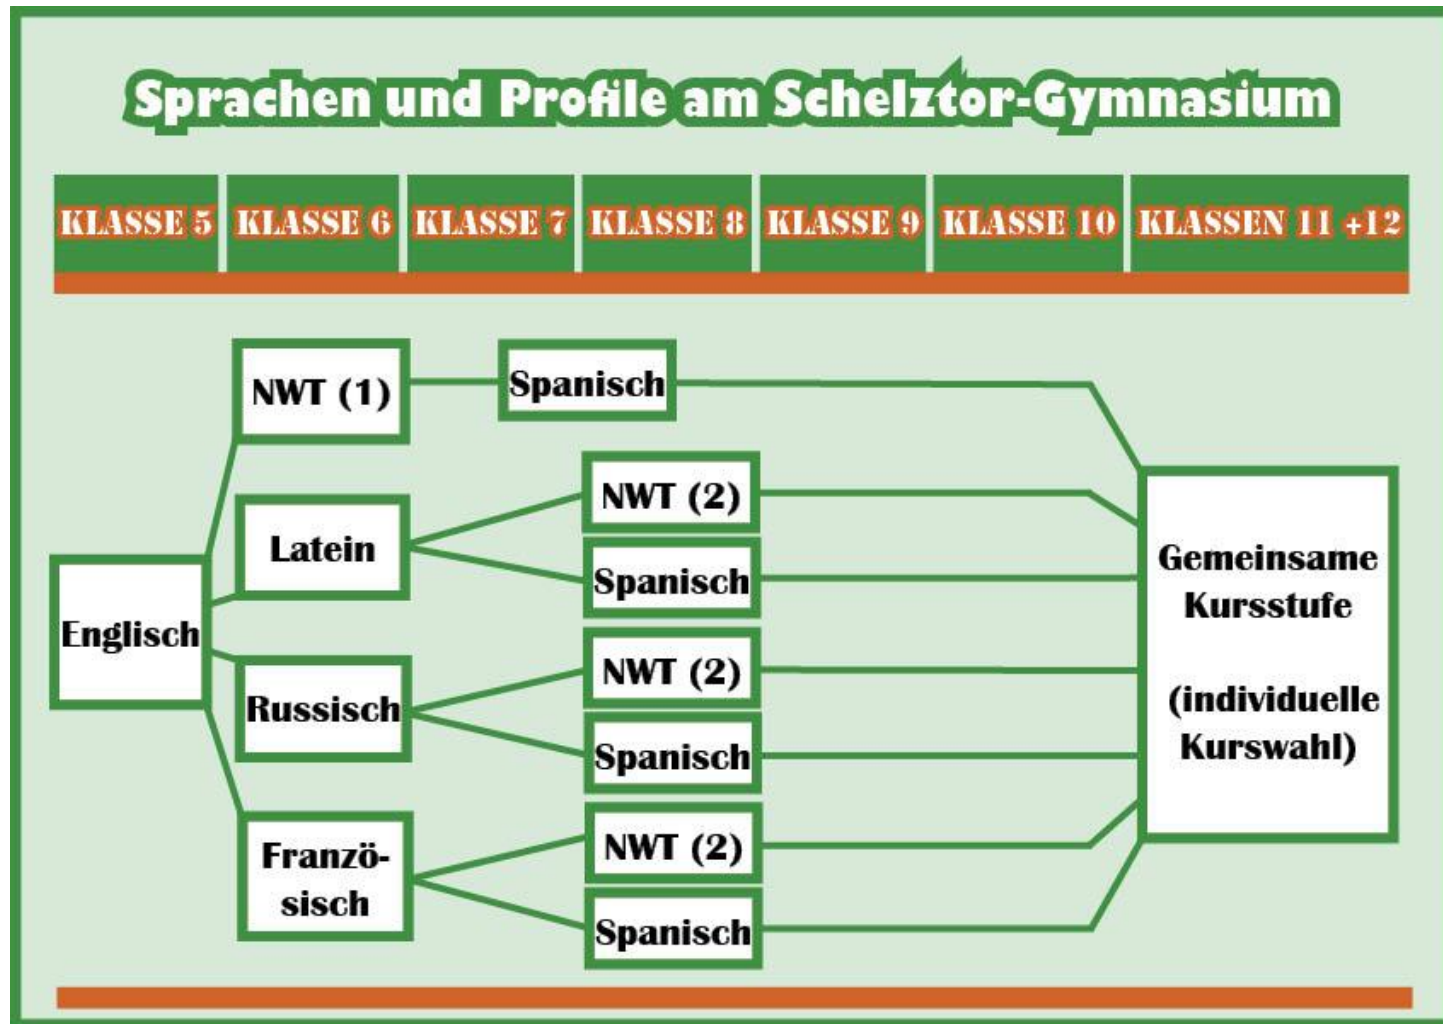 Sprachen und Profile am Schelztor-Gymnasium
KLASSE 5
KLASSE 6
KLASSE 7
KLASSE 8
KLASSE 9
KLASSE 10
KLASSEN 11 +12
NWT (1)
Spanisch
Latein
NWT (2)
Spanisch
Englisch
Russisch
NWT (2)
Spanisch
Franzö-
sisch
NWT (2)
Spanisch
Gemeinsame
Kursstufe
(individuelle
Kurswahl)